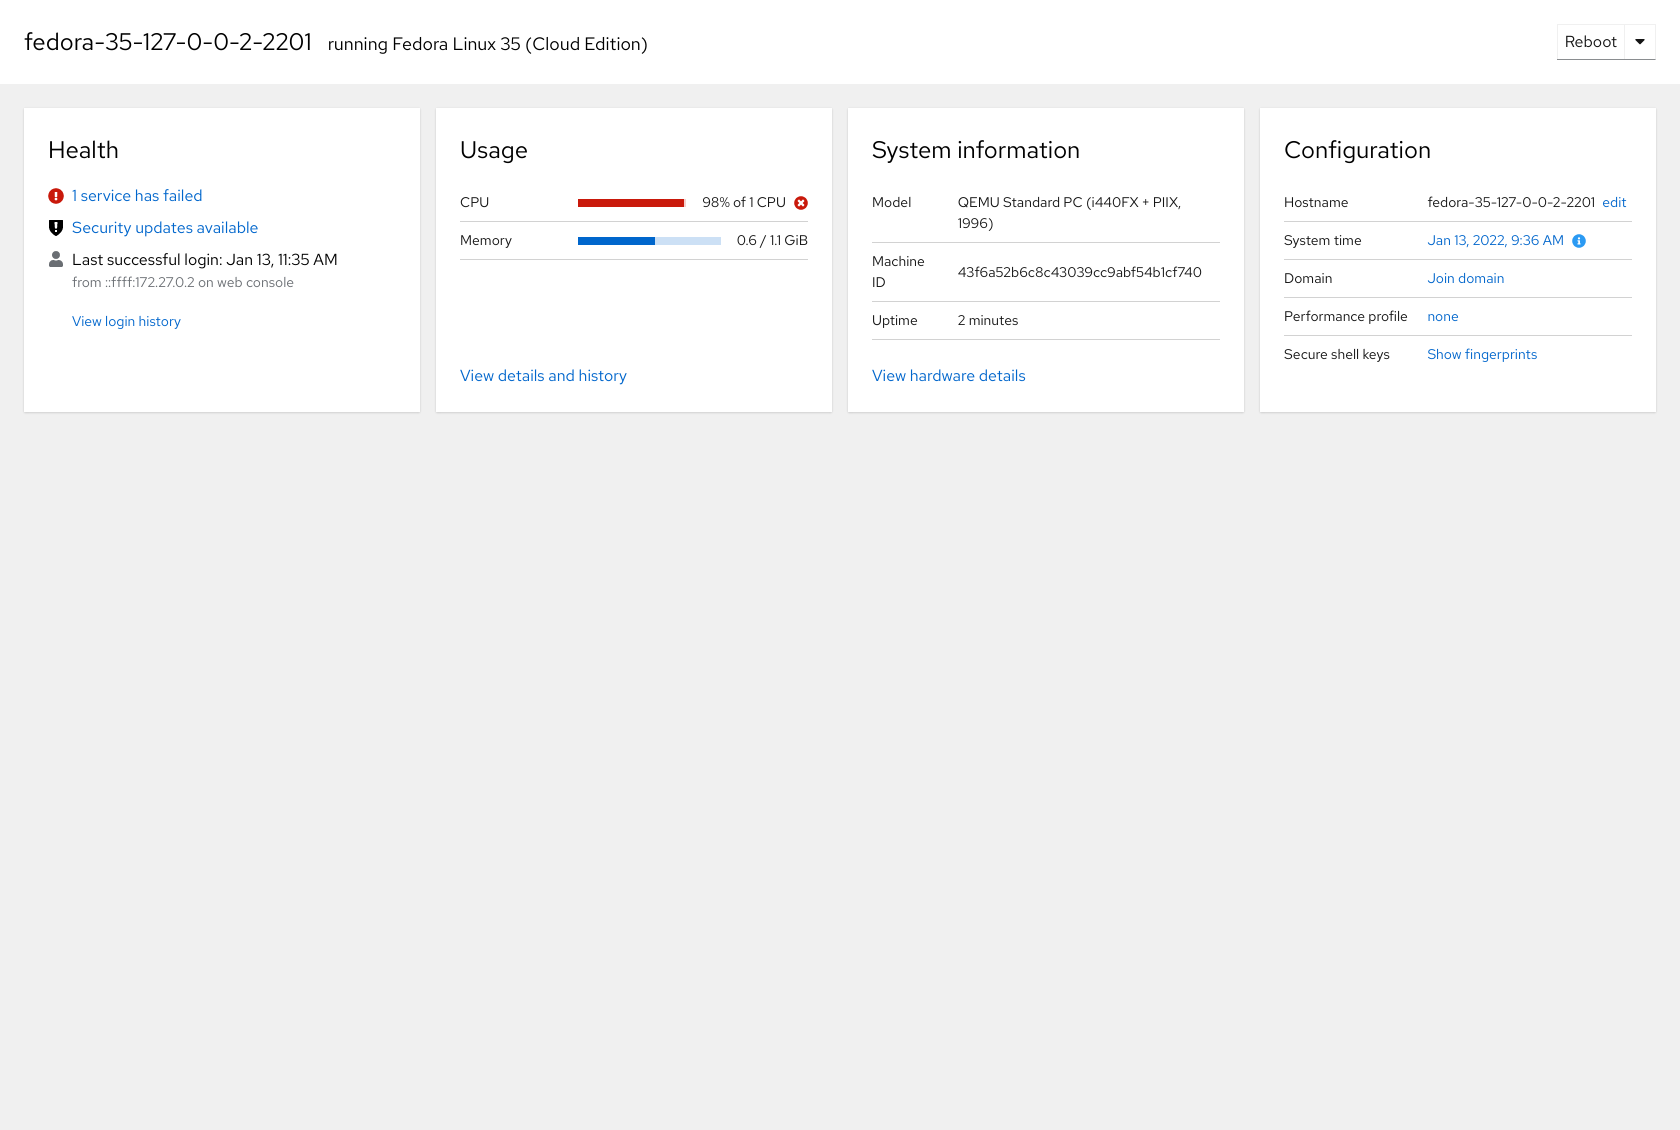 fedora-35-127-0-0-2-2201 running Fedora Linux 35 (Cloud Edition)
Reboot
Health
1 service has failed
Security updates available
Last successful login: Jan 13, 11:35 AM
from ::ffff:172.27.0.2 on web console
View login history
Usage
CPU 98% of 1 CPU
Memory 0.6 / 1.1 GiB
View details and history
System information
Model QEMU Standard PC (i440FX + PIIX,
1996)
Machine
ID 43f6a52b6c8c43039cc9abf54b1cf740
Uptime 2 minutes
View hardware details
Configuration
Hostname fedora-35-127-0-0-2-2201 edit
System time Jan 13, 2022, 9:36 AM
Domain Join domain
Performance profile none
Secure shell keys Show fingerprints